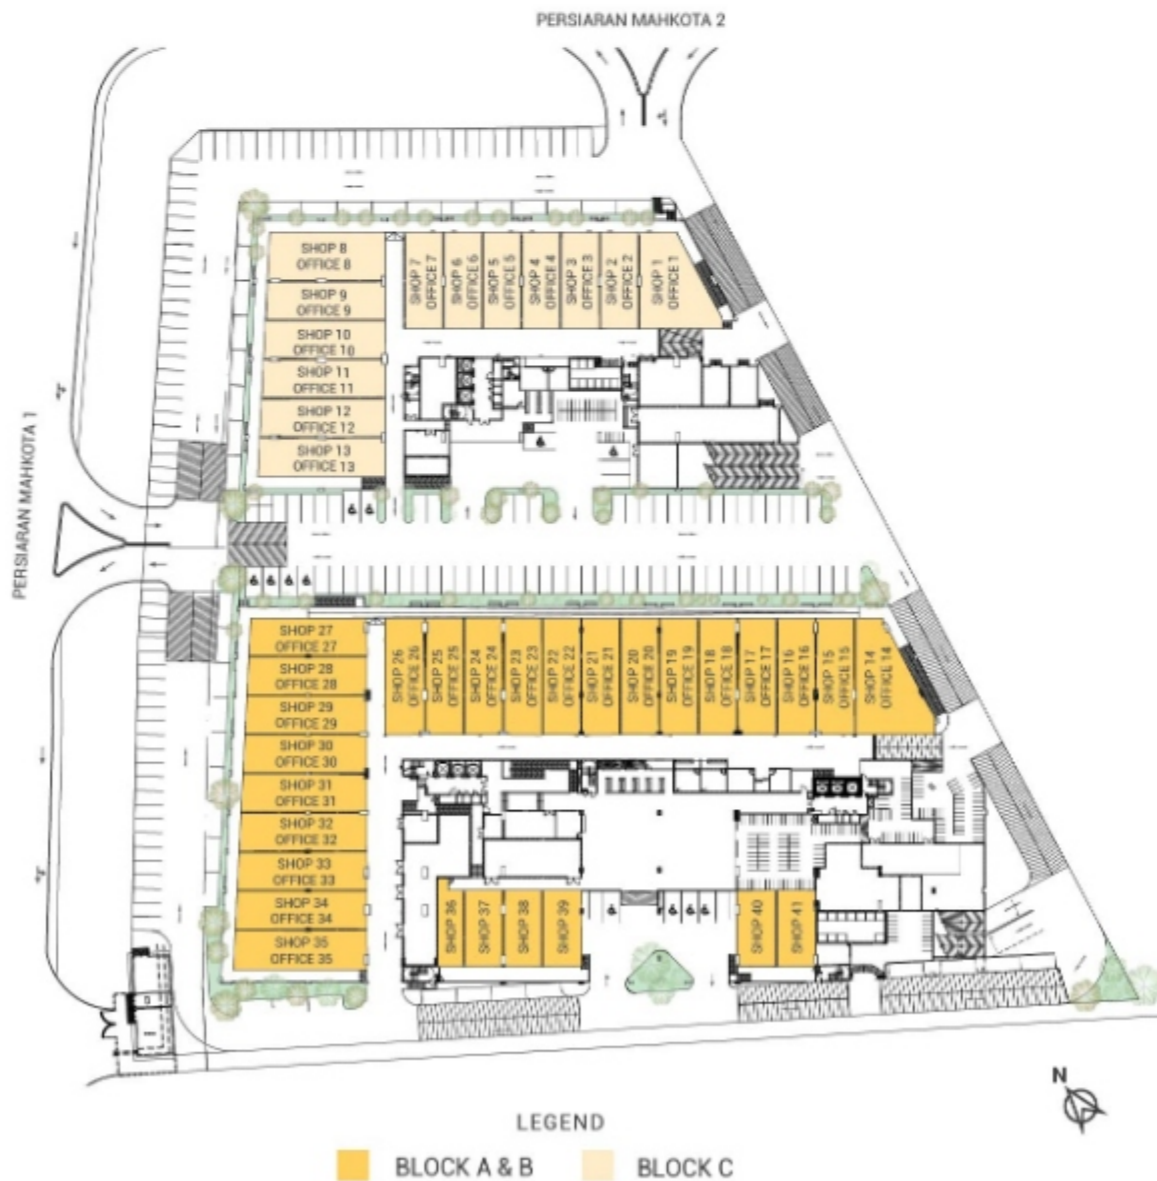 PERSIARAN MAHKOTA 2
SHOP 8
OFFICE 8
SHOP 9
OFFICE 9
SHOP 10
OFFICE 10
SHOP 11
OFFICE 11
SHOP 12
OFFICE 12
SHOP 13
OFFICE 13
SHOP 7
OFFICE 7
SHOP 6
OFFICE 6
SHOP 5
OFFICE 5
SHOP 4
OFFICE 4
SHOP 3
OFFICE 3
SHOP 2
OFFICE 2
SHOP 1
OFFICE 1
PERSIARAN MAHKOTA 1
SHOP 27
OFFICE 27
SHOP 28
OFFICE 28
SHOP 29
OFFICE 29
SHOP 30
OFFICE 30
SHOP 31
OFFICE 31
SHOP 32
OFFICE 32
SHOP 33
OFFICE 33
SHOP 34
OFFICE 34
SHOP 35
OFFICE 35
SHOP 26
OFFICE 26
SHOP 25
OFFICE 25
SHOP 24
OFFICE 24
SHOP 23
OFFICE 23
SHOP 22
OFFICE 22
SHOP 21
OFFICE 21
SHOP 20
OFFICE 20
SHOP 19
OFFICE 19
SHOP 18
OFFICE 18
SHOP 17
OFFICE 17
SHOP 16
OFFICE 16
SHOP 15
OFFICE 15
SHOP 14
OFFICE 14
SHOP 36
SHOP 37
SHOP 38
SHOP 39
SHOP 40
SHOP 41
N
LEGEND
BLOCK A & B
BLOCK C